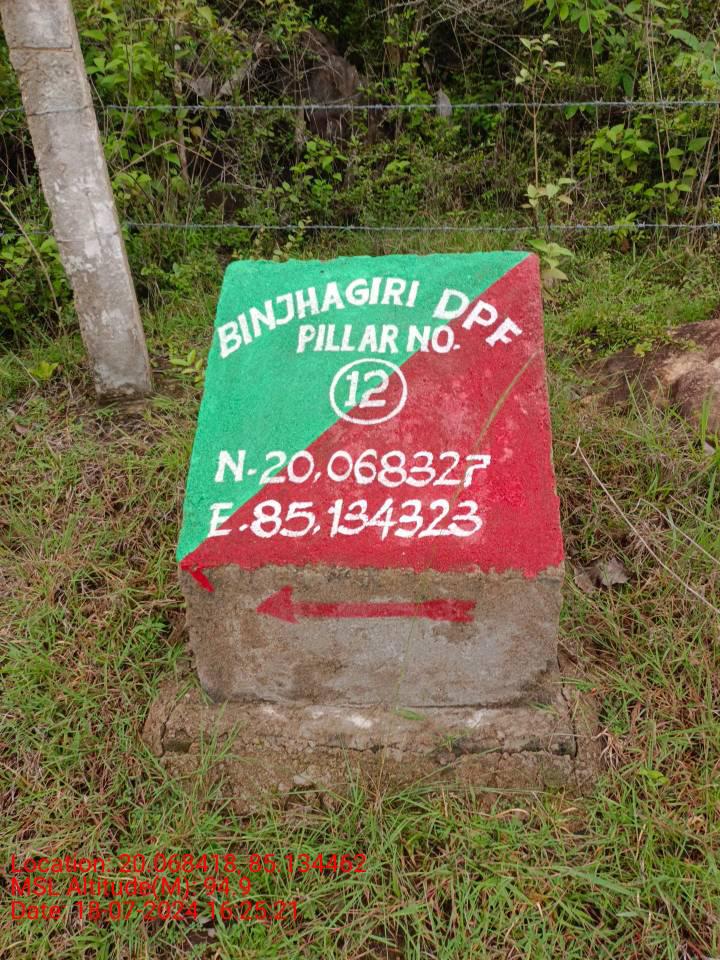 BINJHAGIRI DPF
PILLAR NO.
12
N.20.068327
E.85.134323
Location: 20.068418, 85.134462
MSL Altitude(M): 94.9
Date: 18-07-2024 16:25:21